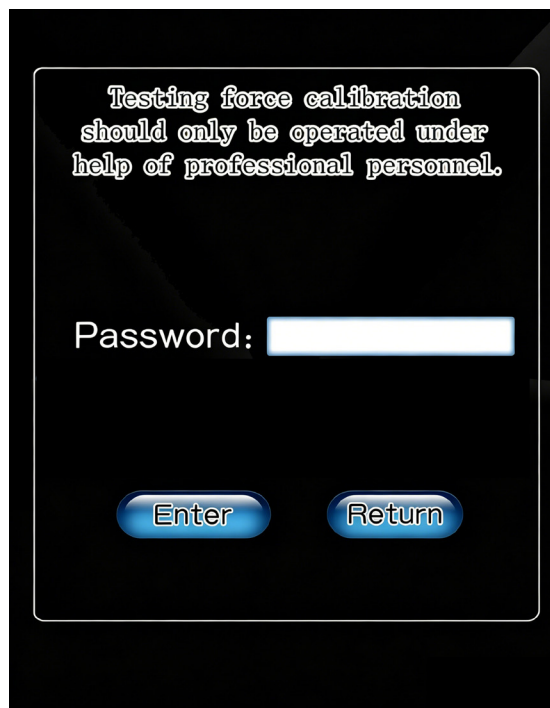 Testing force calibration
should only be operated under
help of professional personnel.
Password:
Enter Return